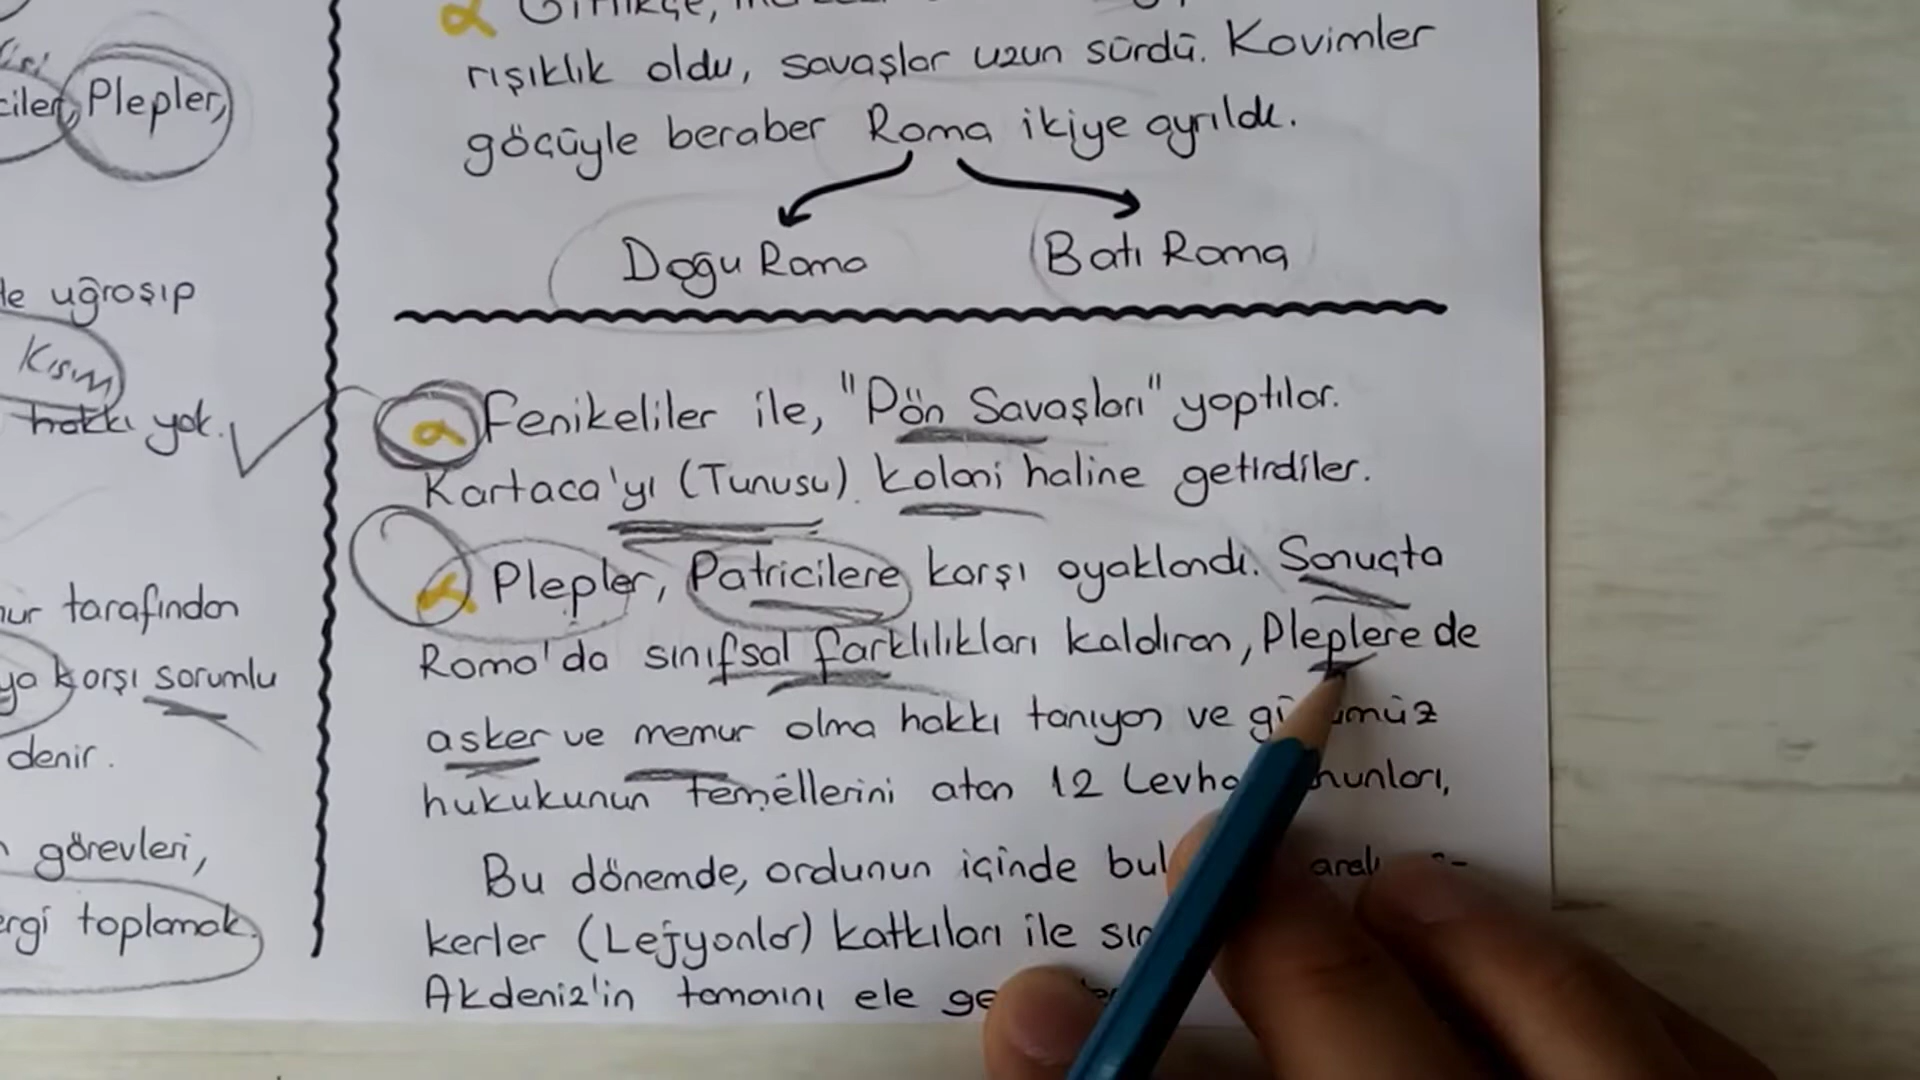 Plepler,
uğraşıp
Kısım
hakkı yok.
tarafından
karşı sorumlu
denir.
görevleri,
toplamak.
rışıklık oldu, savaşlar uzun sürdü. Kavimler
göçüyle beraber Roma ikiye ayrıldı.
Doğu Roma
Batı Roma
Fenikeliler ile, "Pön Savaşları" yaptılar.
Kartaca'yı (Tunusu) koloni haline getirdiler.
Plepler, Patricilere karşı ayaklandı. Sonuçta
Roma'da sınıfsal farklılıkları kaldıran, Pleplere de
asker ve memur olma hakkı tanıyan ve
hukukunun temellerini atan 12 Levha
Bu dönemde, ordunun içinde
kerler (Lejyonlar) katkıları ile
Akdeniz'in tamamını ele